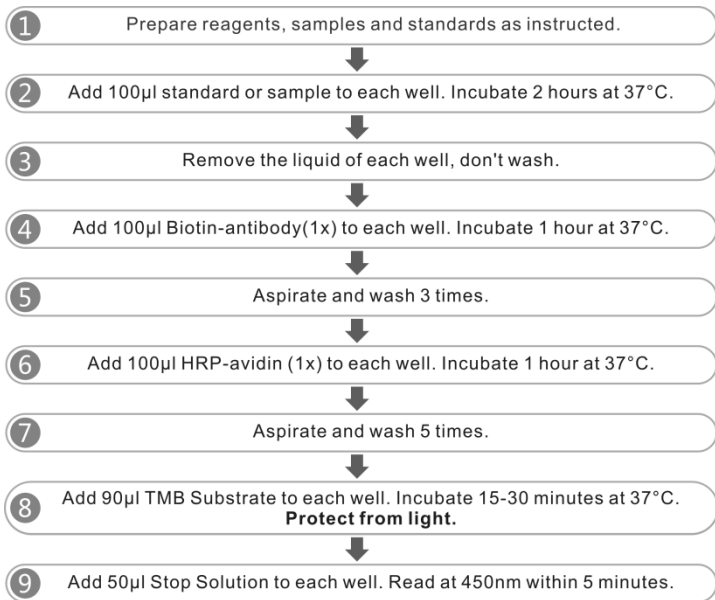 1 Prepare reagents, samples and standards as instructed.
2 Add 100μl standard or sample to each well. Incubate 2 hours at 37°C.
3 Remove the liquid of each well, don't wash.
4 Add 100μl Biotin-antibody(1x) to each well. Incubate 1 hour at 37°C.
5 Aspirate and wash 3 times.
6 Add 100μl HRP-avidin (1x) to each well. Incubate 1 hour at 37°C.
7 Aspirate and wash 5 times.
8 Add 90μl TMB Substrate to each well. Incubate 15-30 minutes at 37°C.
Protect from light.
9 Add 50μl Stop Solution to each well. Read at 450nm within 5 minutes.